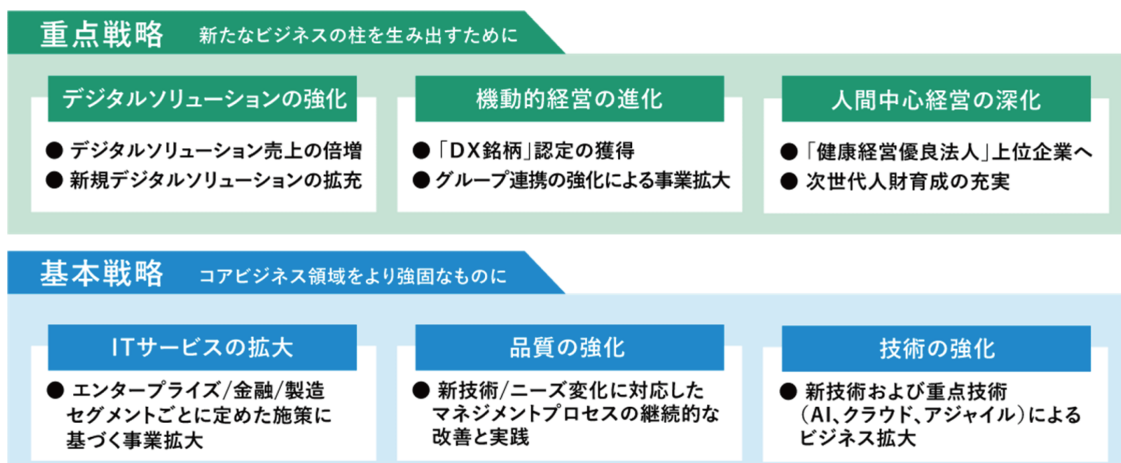 重点戦略 新たなビジネスの柱を生み出すために
デジタルソリューションの強化
● デジタルソリューション売上の倍増
● 新規デジタルソリューションの拡充
機動的経営の進化
● 「DX銘柄」認定の獲得
● グループ連携の強化による事業拡大
人間中心経営の深化
● 「健康経営優良法人」上位企業へ
● 次世代人財育成の充実
基本戦略 コアビジネス領域をより強固なものに
ITサービスの拡大
● エンタープライズ/金融/製造
セグメントごとに定めた施策に
基づく事業拡大
品質の強化
● 新技術/ニーズ変化に対応した
マネジメントプロセスの継続的な
改善と実践
技術の強化
● 新技術および重点技術
(AI、クラウド、アジャイル)による
ビジネス拡大